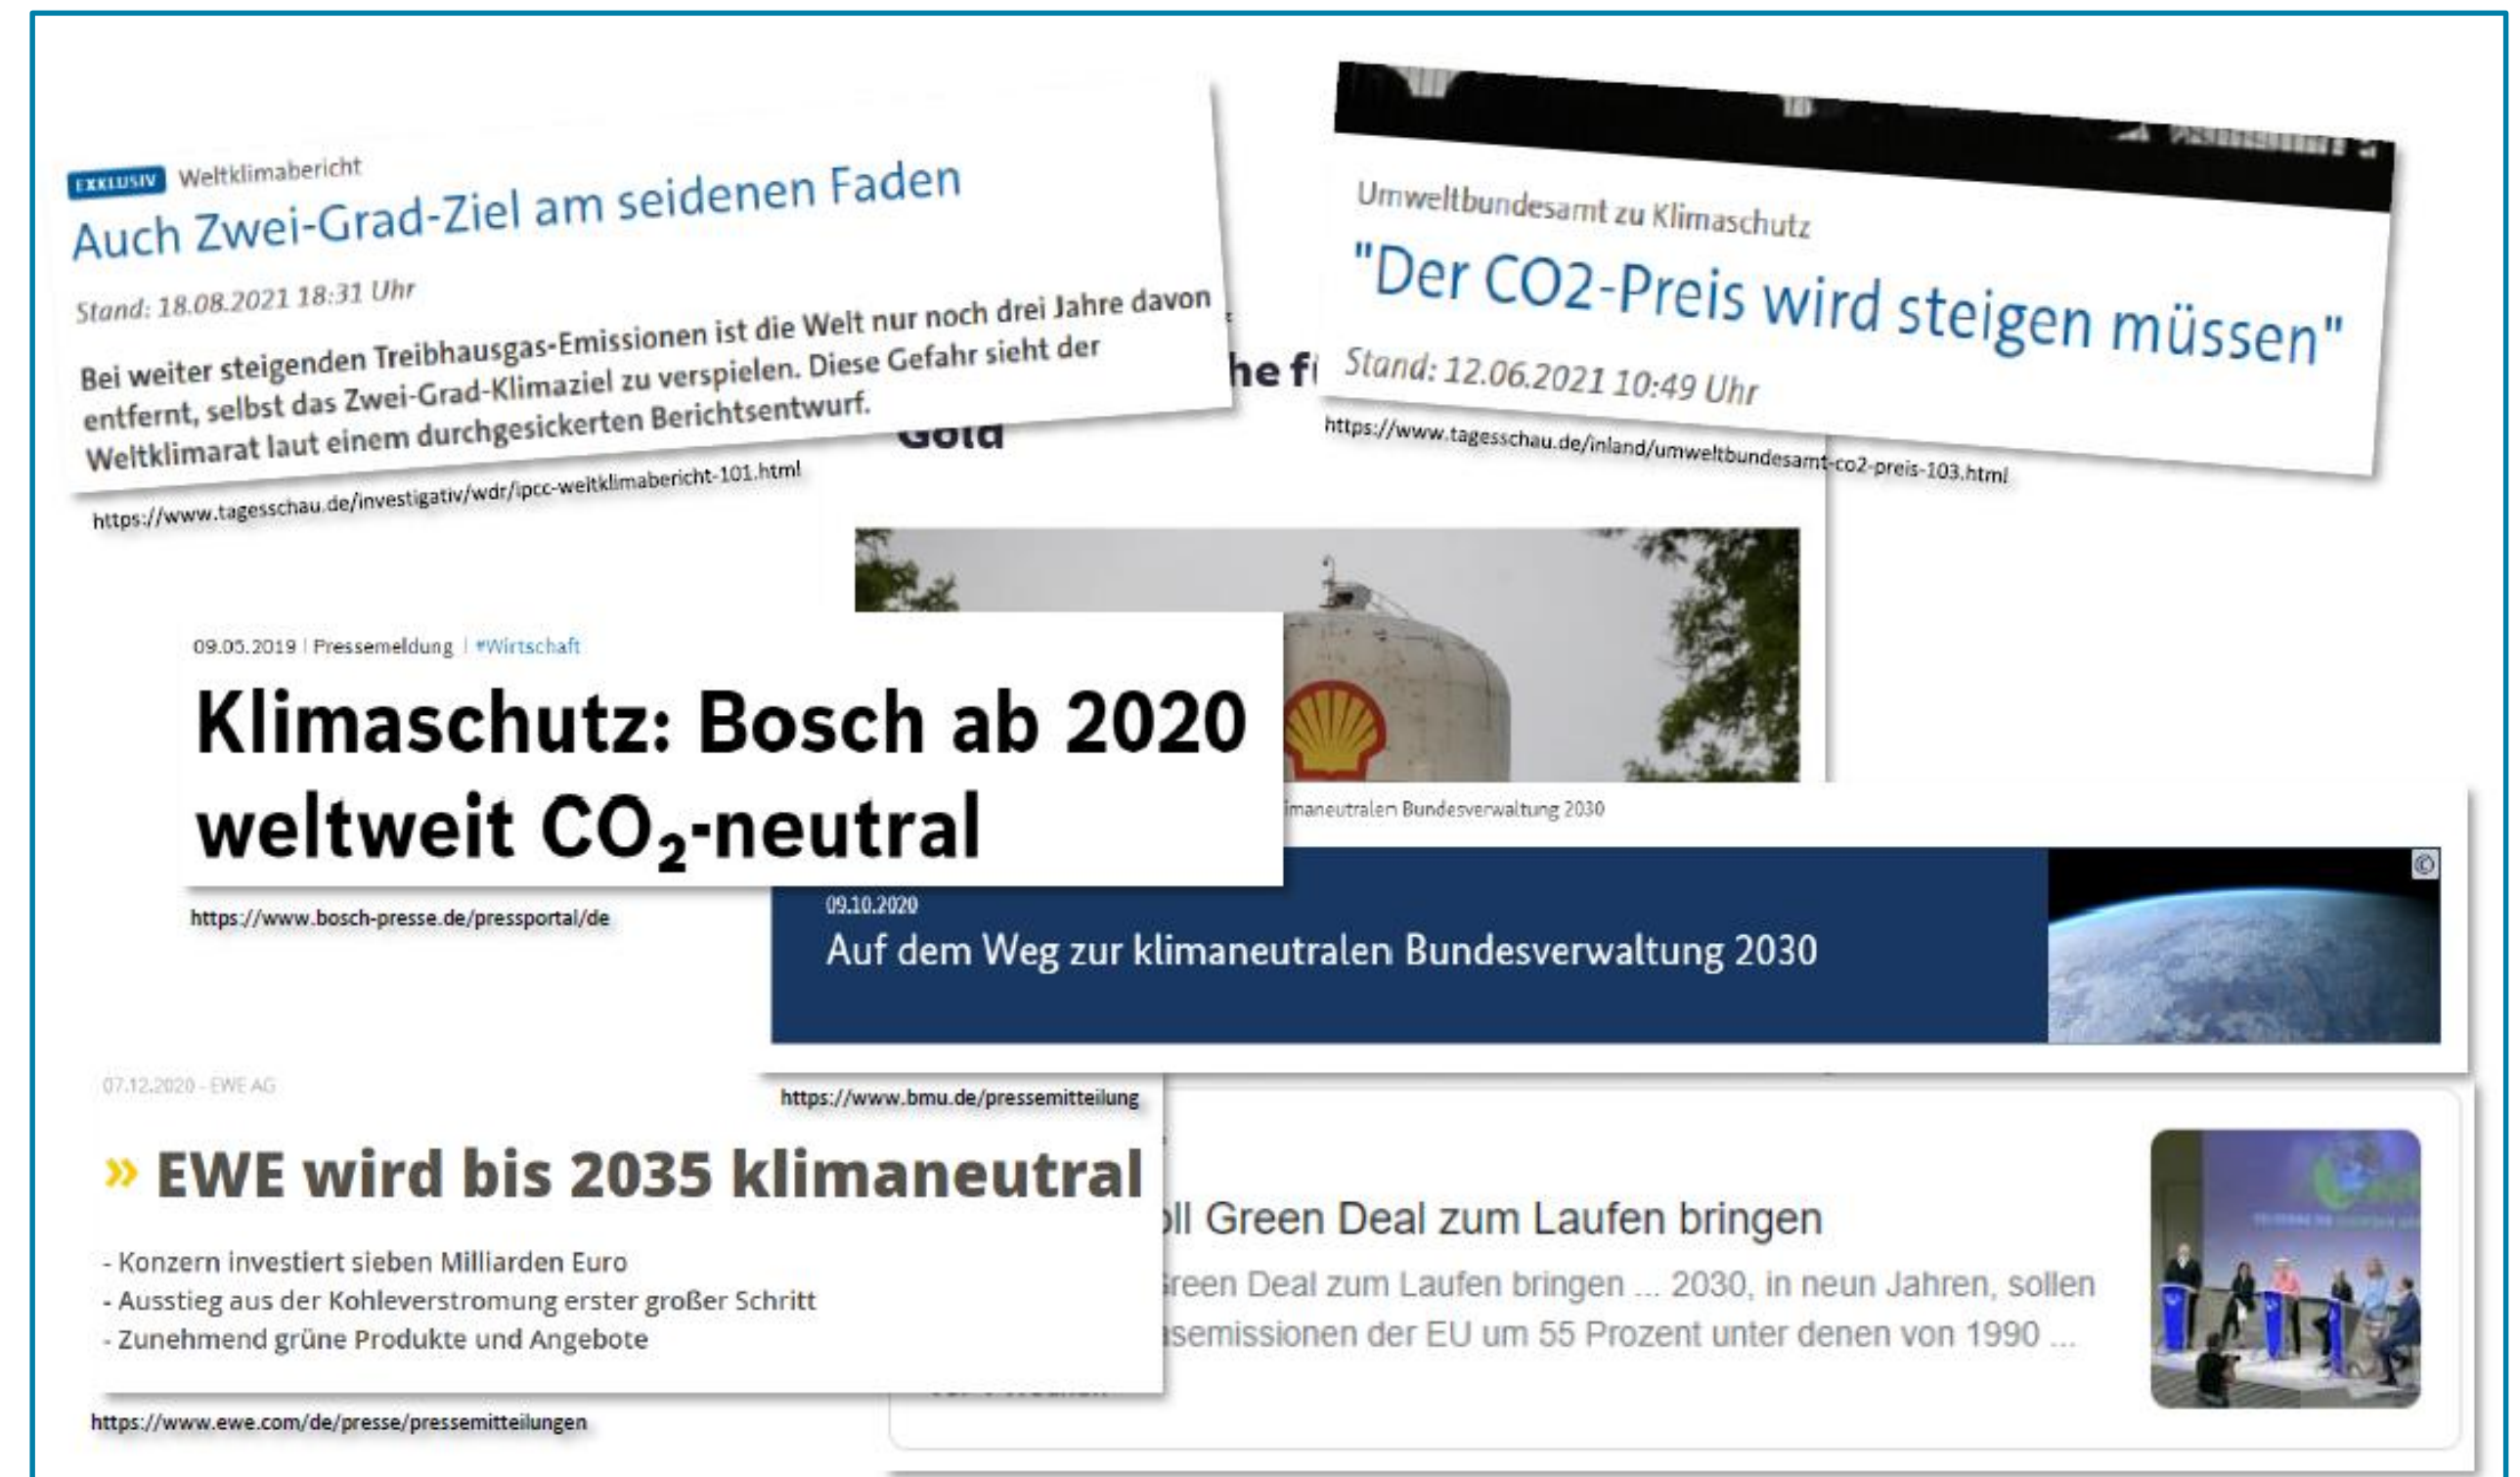 EXKLUSIV Weltklimabericht
Auch Zwei-Grad-Ziel am seidenen Faden
Stand: 18.08.2021 18:31 Uhr
Bei weiter steigenden Treibhausgas-Emissionen ist die Welt nur noch drei Jahre davon
entfernt, selbst das Zwei-Grad-Klimaziel zu verspielen. Diese Gefahr sieht der
Weltklimarat laut einem durchgesickerten Berichtsentwurf.
https://www.tagesschau.de/investigativ/wdr/ipcc-weltklimabericht-101.html
Umweltbundesamt zu Klimaschutz
"Der CO2-Preis wird steigen müssen"
Stand: 12.06.2021 10:49 Uhr
https://www.tagesschau.de/inland/umweltbundesamt-co2-preis-103.html
Gold
09.05.2019 | Pressemeldung | #Wirtschaft
Klimaschutz: Bosch ab 2020
weltweit CO₂-neutral
https://www.bosch-presse.de/pressportal/de
imaneutralen Bundesverwaltung 2030
©
09.10.2020
Auf dem Weg zur klimaneutralen Bundesverwaltung 2030
https://www.bmu.de/pressemitteilung
07.12.2020 - EWE AG
» EWE wird bis 2035 klimaneutral
- Konzern investiert sieben Milliarden Euro
- Ausstieg aus der Kohleverstromung erster großer Schritt
- Zunehmend grüne Produkte und Angebote
https://www.ewe.com/de/presse/pressemitteilungen
oll Green Deal zum Laufen bringen
Green Deal zum Laufen bringen ... 2030, in neun Jahren, sollen
asemissionen der EU um 55 Prozent unter denen von 1990 ...